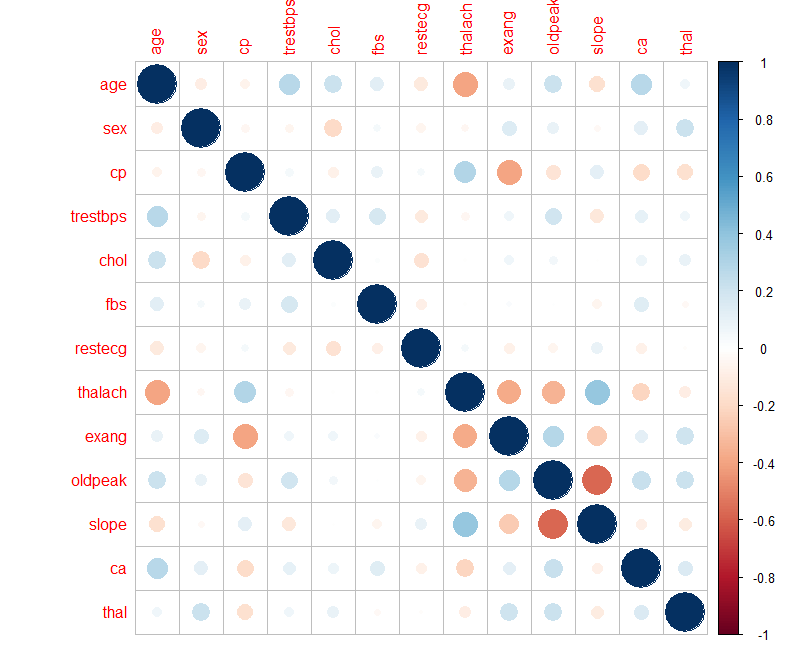 age sex cp trestbps chol fbs restecg thalach exang oldpeak slope ca thal
age
sex
cp
trestbps
chol
fbs
restecg
thalach
exang
oldpeak
slope
ca
thal
1
0.8
0.6
0.4
0.2
0
-0.2
-0.4
-0.6
-0.8
-1